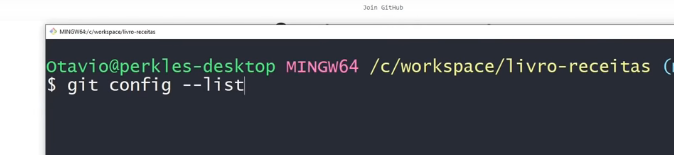 Join GitHub
MINGW64:/c/workspace/livro-receitas
Otavio@perkles-desktop MINGW64 /c/workspace/livro-receitas (
$ git config --list